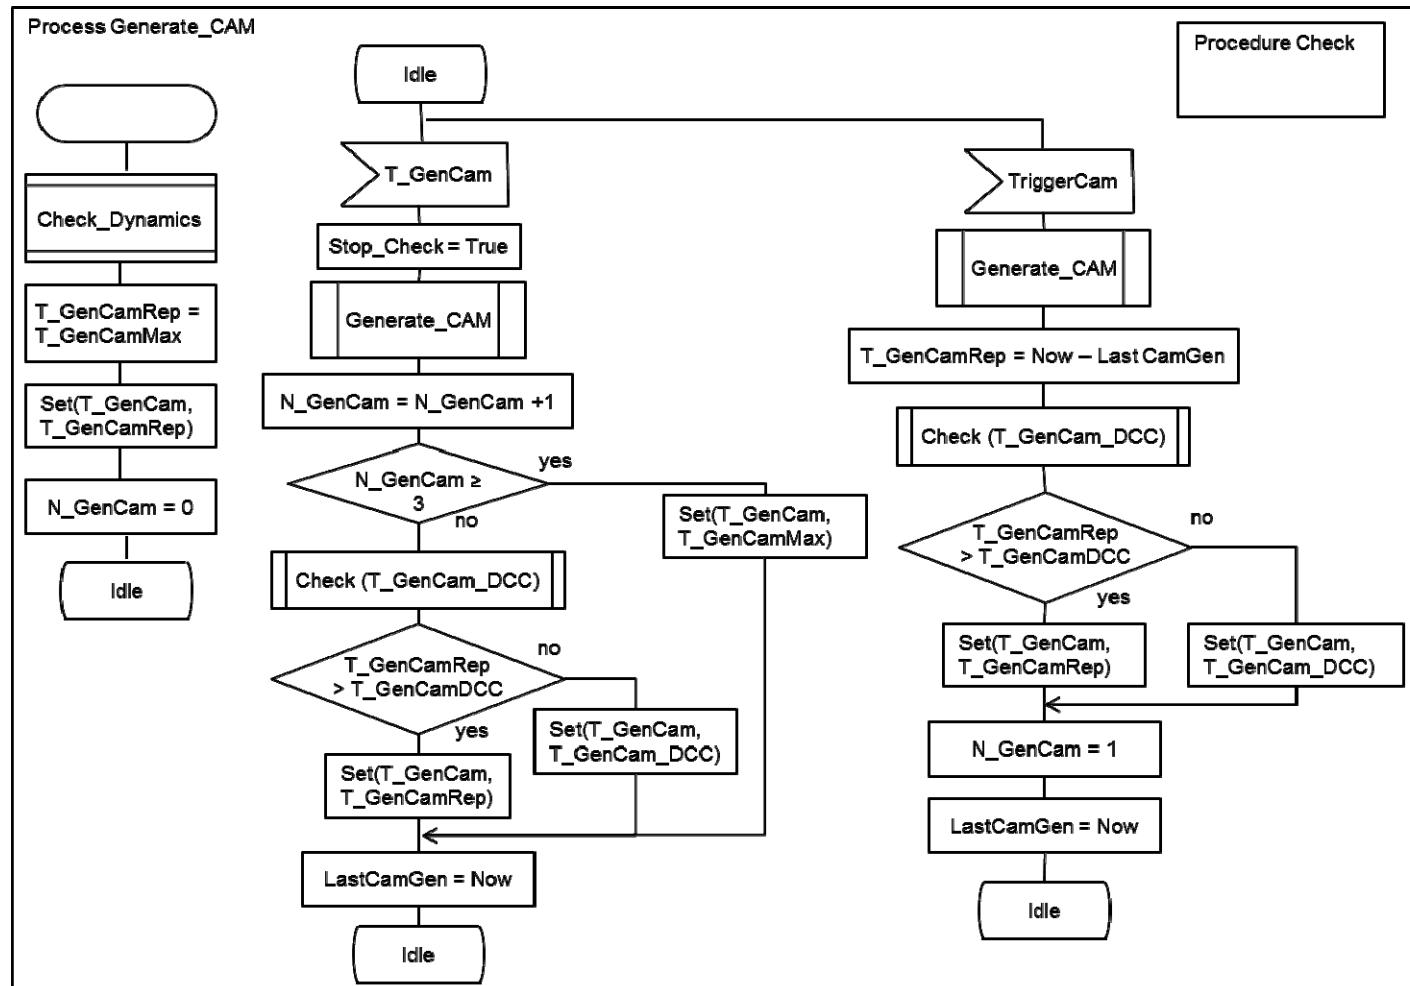 Process Generate_CAM
Procedure Check
Check_Dynamics
T_GenCamRep =
T_GenCamMax
Set(T_GenCam,
T_GenCamRep)
N_GenCam = 0
Idle
Idle
T_GenCam
Stop_Check = True
Generate_CAM
N_GenCam = N_GenCam +1
N_GenCam ≥
3
yes
no
Set(T_GenCam,
T_GenCamMax)
Check (T_GenCam_DCC)
T_GenCamRep
> T_GenCamDCC
no
yes
Set(T_GenCam,
T_GenCam_DCC)
Set(T_GenCam,
T_GenCamRep)
LastCamGen = Now
Idle
TriggerCam
Generate_CAM
T_GenCamRep = Now – Last CamGen
Check (T_GenCam_DCC)
T_GenCamRep
> T_GenCamDCC
no
yes
Set(T_GenCam,
T_GenCamRep)
Set(T_GenCam,
T_GenCam_DCC)
N_GenCam = 1
LastCamGen = Now
Idle